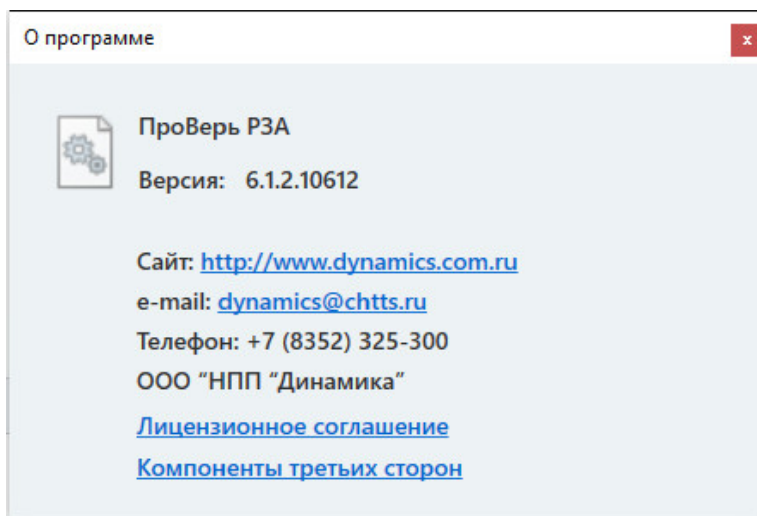 О программе
x
ПроВерь РЗА
Версия: 6.1.2.10612
Сайт: http://www.dynamics.com.ru
e-mail: dynamics@chtts.ru
Телефон: +7 (8352) 325-300
ООО “НПП “Динамика”
Лицензионное соглашение
Компоненты третьих сторон